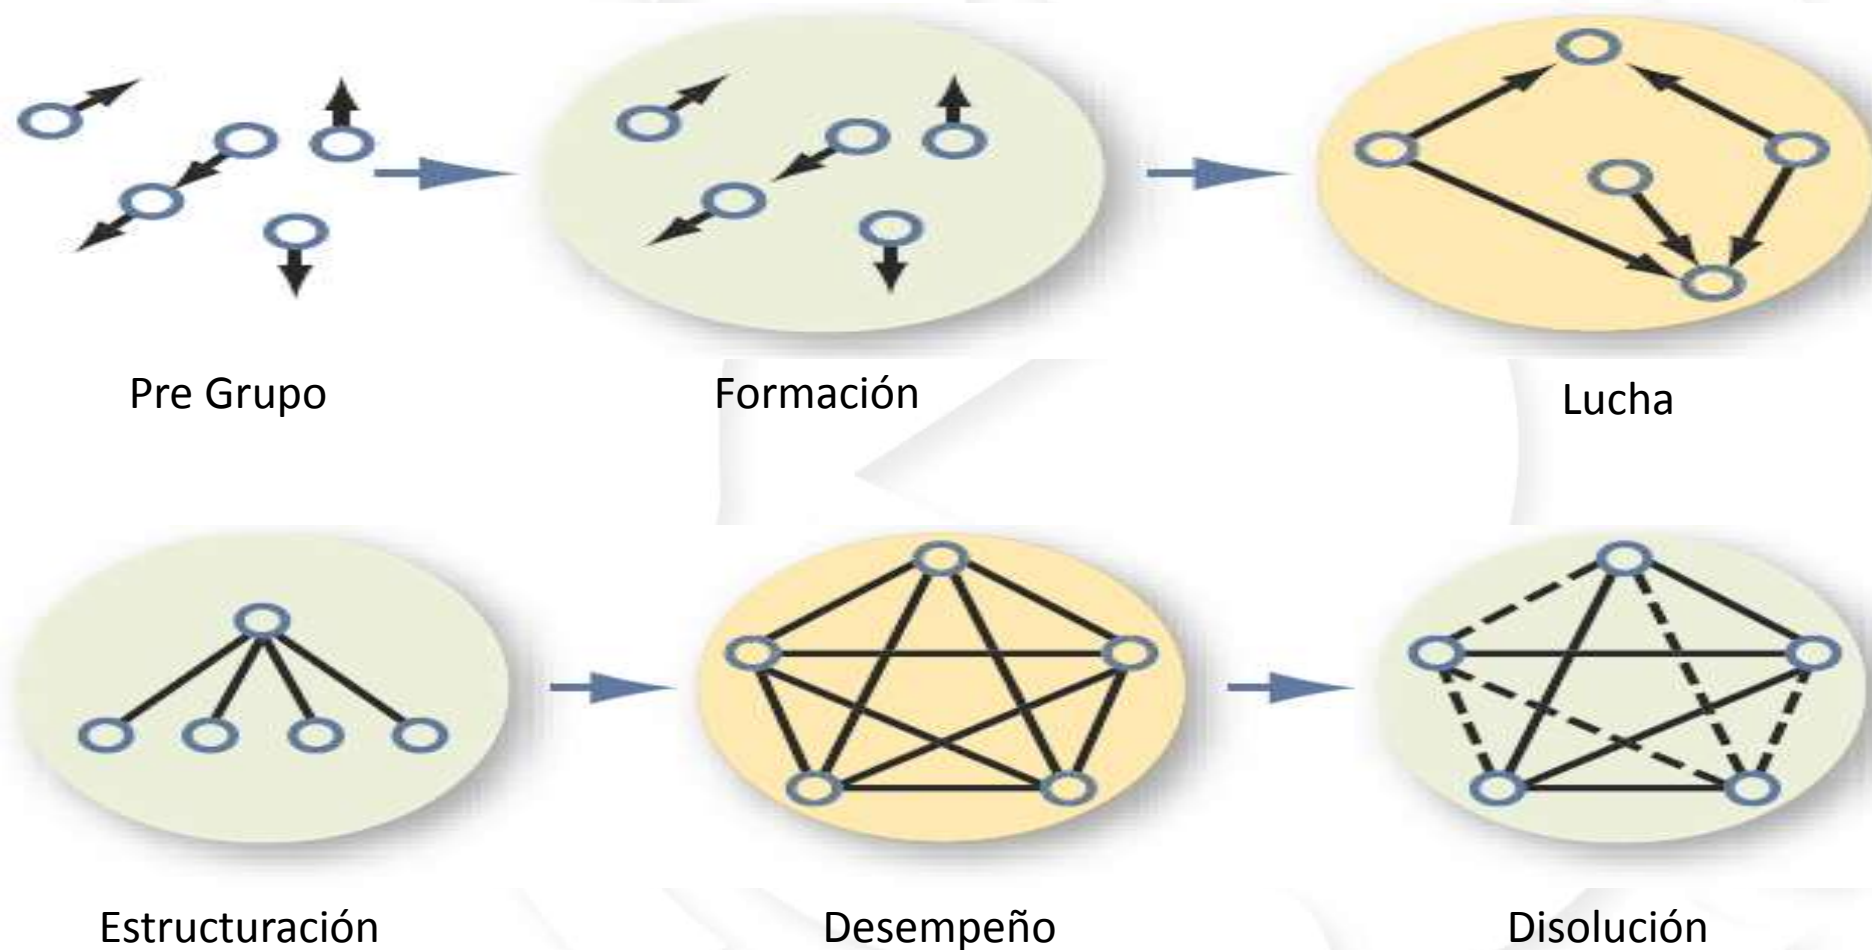 Pre Grupo
Formación
Lucha
Estructuración
Desempeño
Disolución